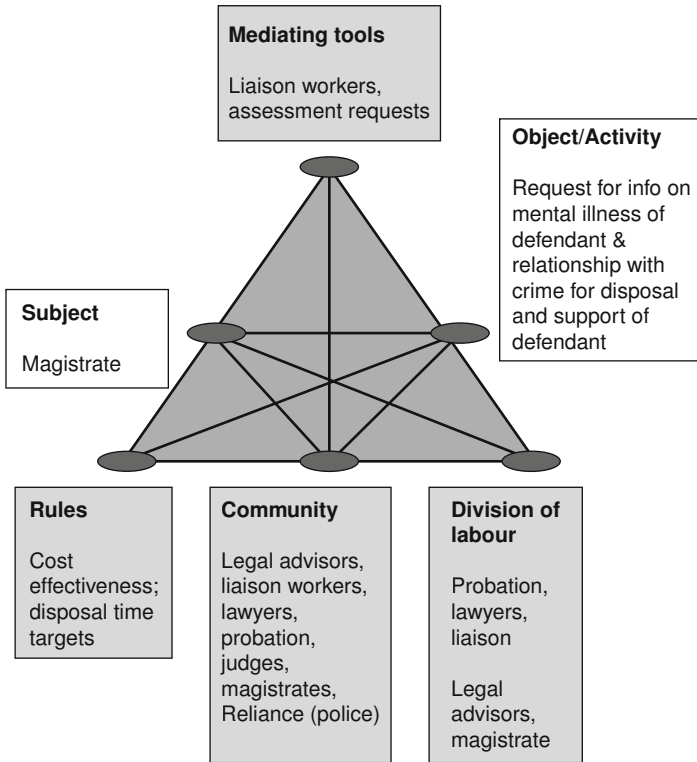 Mediating tools
Liaison workers,
assessment requests
Object/Activity
Request for info on
mental illness of
defendant &
relationship with
crime for disposal
and support of
defendant
Subject
Magistrate
Rules
Cost
effectiveness;
disposal time
targets
Community
Legal advisors,
liaison workers,
lawyers,
probation,
judges,
magistrates,
Reliance (police)
Division of
labour
Probation,
lawyers,
liaison
Legal
advisors,
magistrate